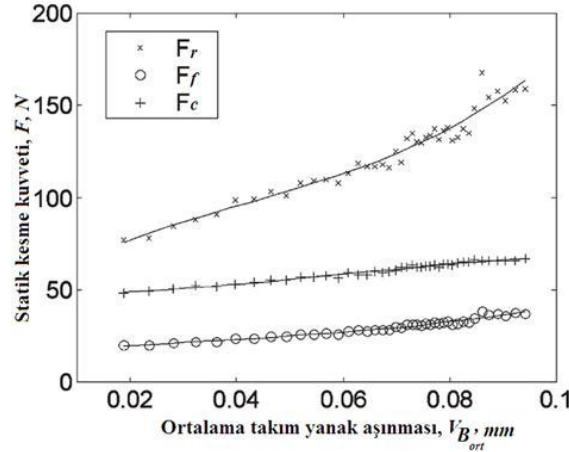 × Fr
○ Ff
+ Fc
200
150
100
50
0
0.02 0.04 0.06 0.08 0.1
Statik kesme kuvveti, F, N
Ortalama takım yanak aşınması, VBort, mm